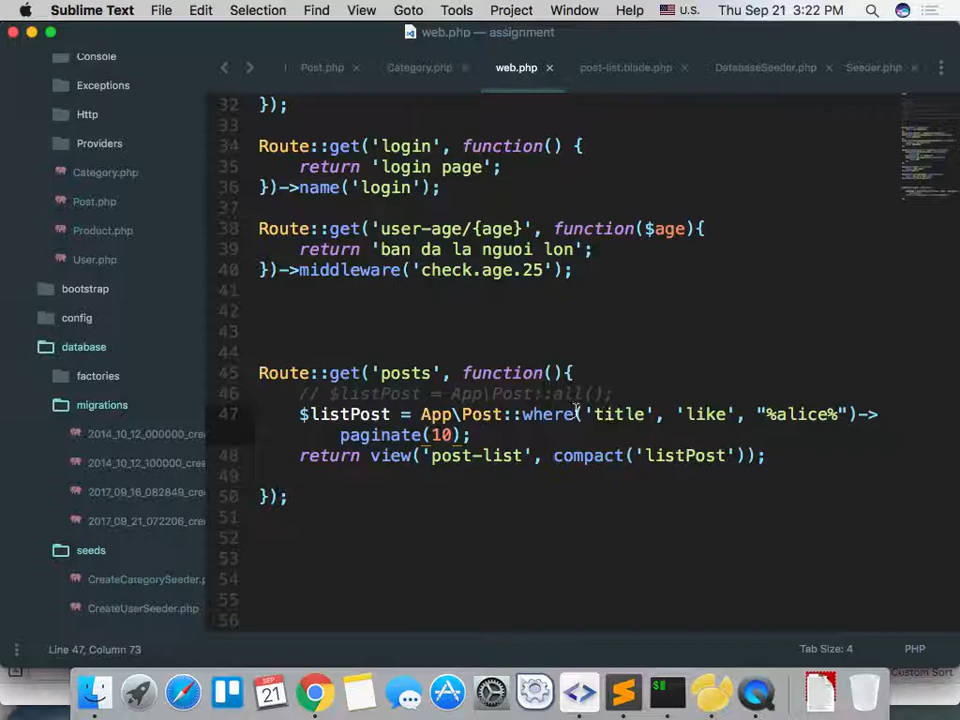 Sublime Text File Edit Selection Find View Goto Tools Project Window Help U.S. Thu Sep 21 3:22 PM
web.php — assignment
Post.php Category.php web.php post-list.blade.php DatabaseSeeder.php Seeder.php
Console
Exceptions
Http
Providers
Category.php
Post.php
Product.php
User.php
bootstrap
config
database
factories
migrations
2014_10_12_000000_cre
2014_10_12_100000_cre
2017_09_16_082849_cre
2017_09_21_072206_cre
seeds
CreateCategorySeeder.p
CreateUserSeeder.php
32 });
33
34 Route::get('login', function() {
35 return 'login page';
36 })->name('login');
37
38 Route::get('user-age/{age}', function($age){
39 return 'ban da la nguoi lon';
40 })->middleware('check.age.25');
41
42
43
44
45 Route::get('posts', function(){
46 // $listPost = App\Post::all();
47 $listPost = App\Post::where('title', 'like', "%alice%")->
paginate(10);
48 return view('post-list', compact('listPost'));
49
50 });
51
52
53
54
55
56
Line 47, Column 73 Tab Size: 4 PHP
Custom Sort